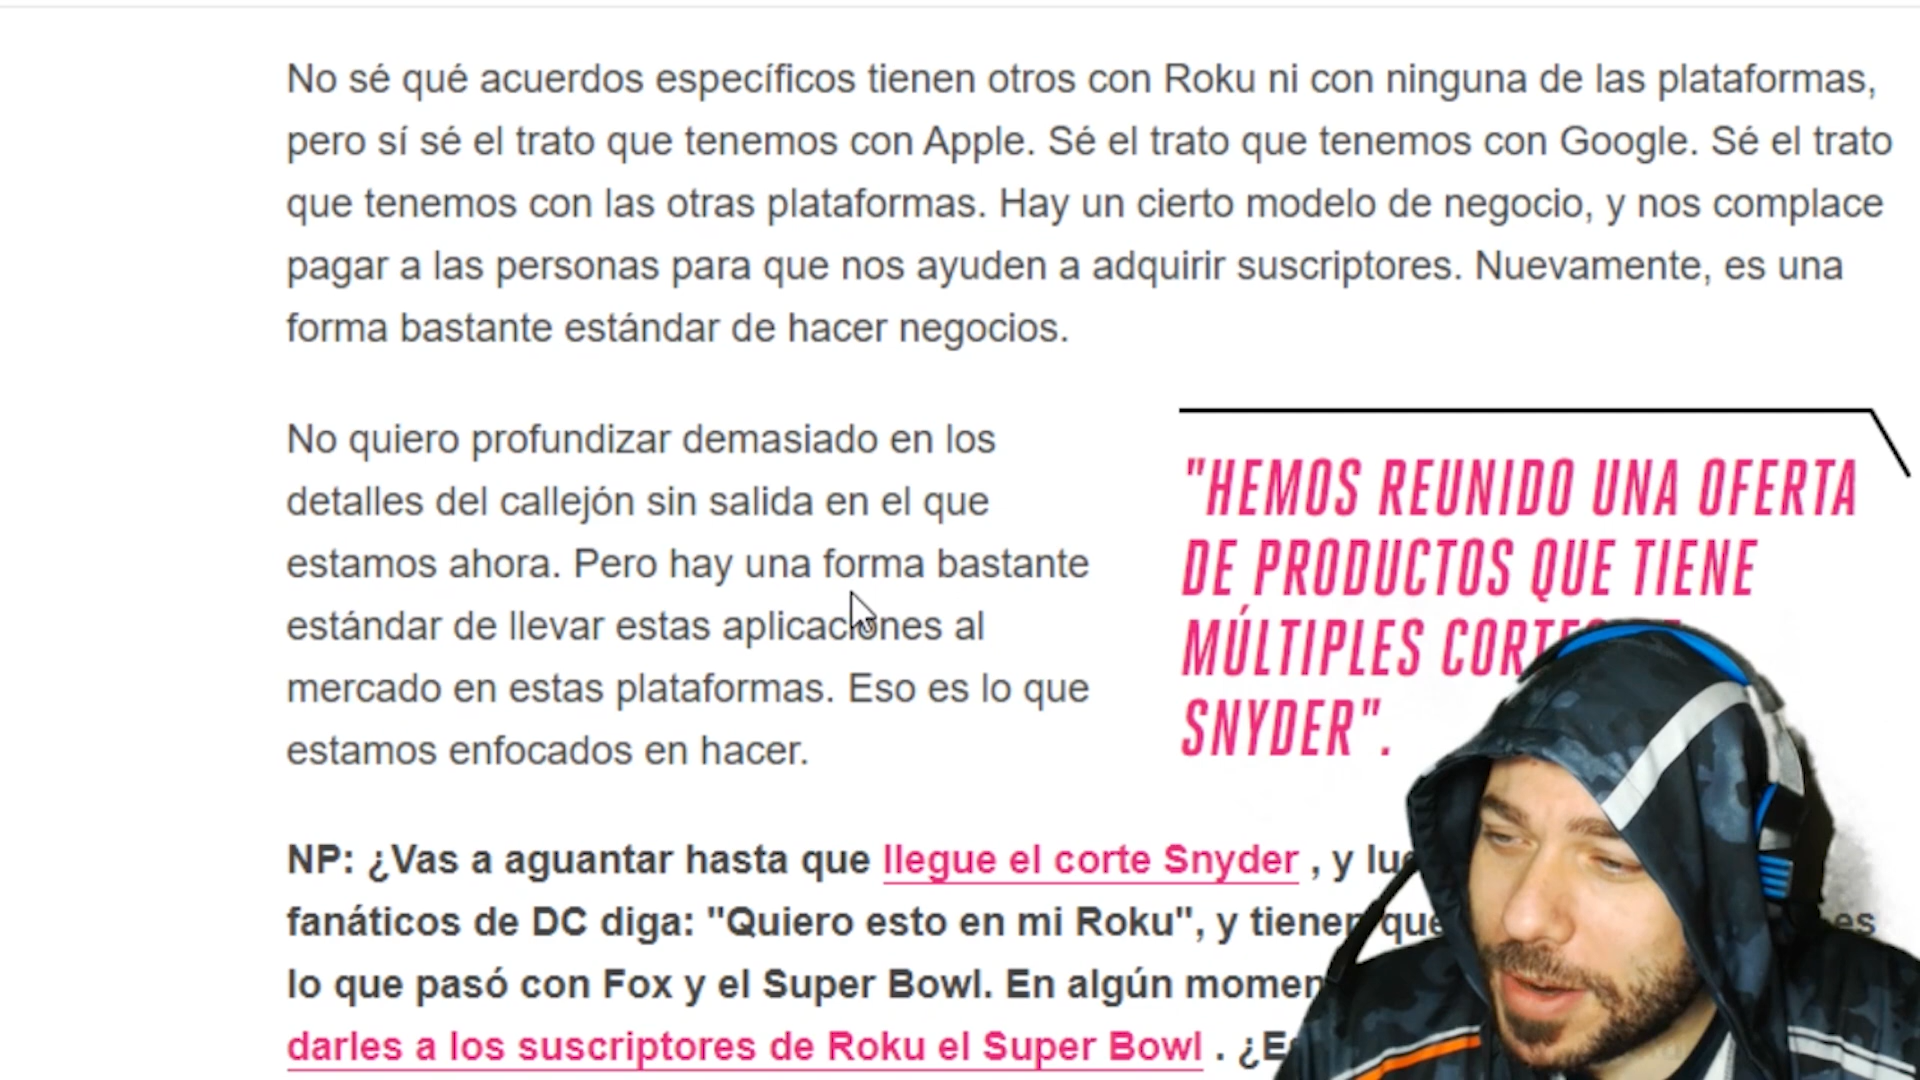 No sé qué acuerdos específicos tienen otros con Roku ni con ninguna de las plataformas,
pero sí sé el trato que tenemos con Apple. Sé el trato que tenemos con Google. Sé el trato
que tenemos con las otras plataformas. Hay un cierto modelo de negocio, y nos complace
pagar a las personas para que nos ayuden a adquirir suscriptores. Nuevamente, es una
forma bastante estándar de hacer negocios.
No quiero profundizar demasiado en los
detalles del callejón sin salida en el que
estamos ahora. Pero hay una forma bastante
estándar de llevar estas aplicaciones al
mercado en estas plataformas. Eso es lo que
estamos enfocados en hacer.
"HEMOS REUNIDO UNA OFERTA
DE PRODUCTOS QUE TIENE
MÚLTIPLES
SNYDER".
NP: ¿Vas a aguantar hasta que llegue el corte Snyder , y
fanáticos de DC diga: "Quiero esto en mi Roku", y tienen que
lo que pasó con Fox y el Super Bowl. En algún
darles a los suscriptores de Roku el Super Bowl .